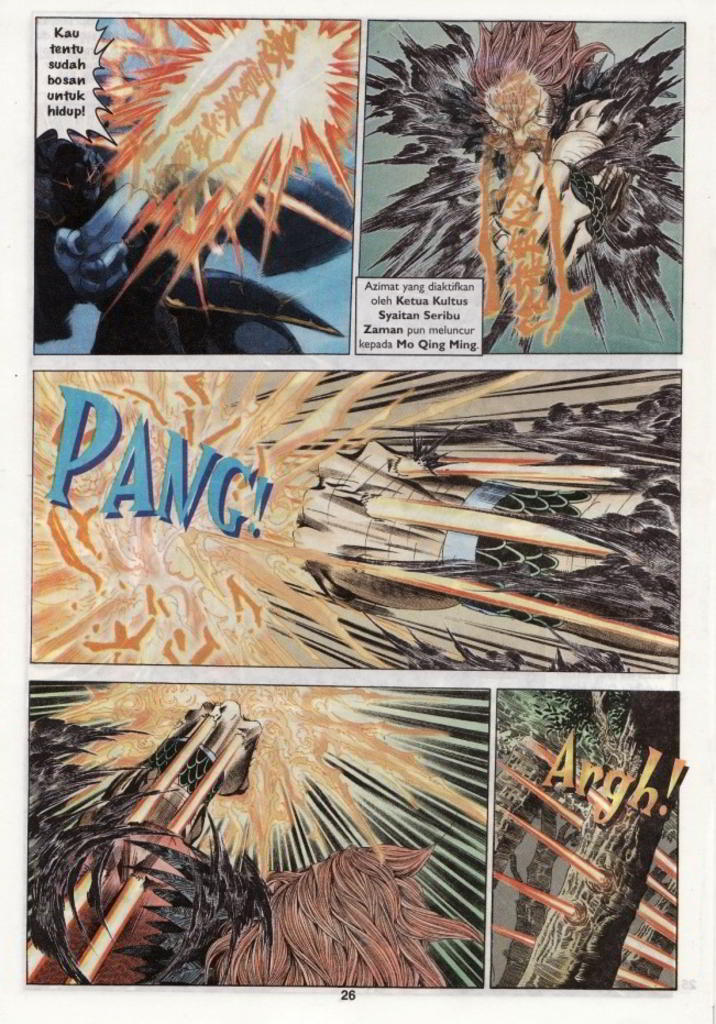 Kau
tentu
sudah
bosan
untuk
hidup!
Azimat yang diaktifkan
oleh Ketua Kultus
Syaitan Seribu
Zaman pun meluncur
kepada Mo Qing Ming.
PANG!
Argh!
26